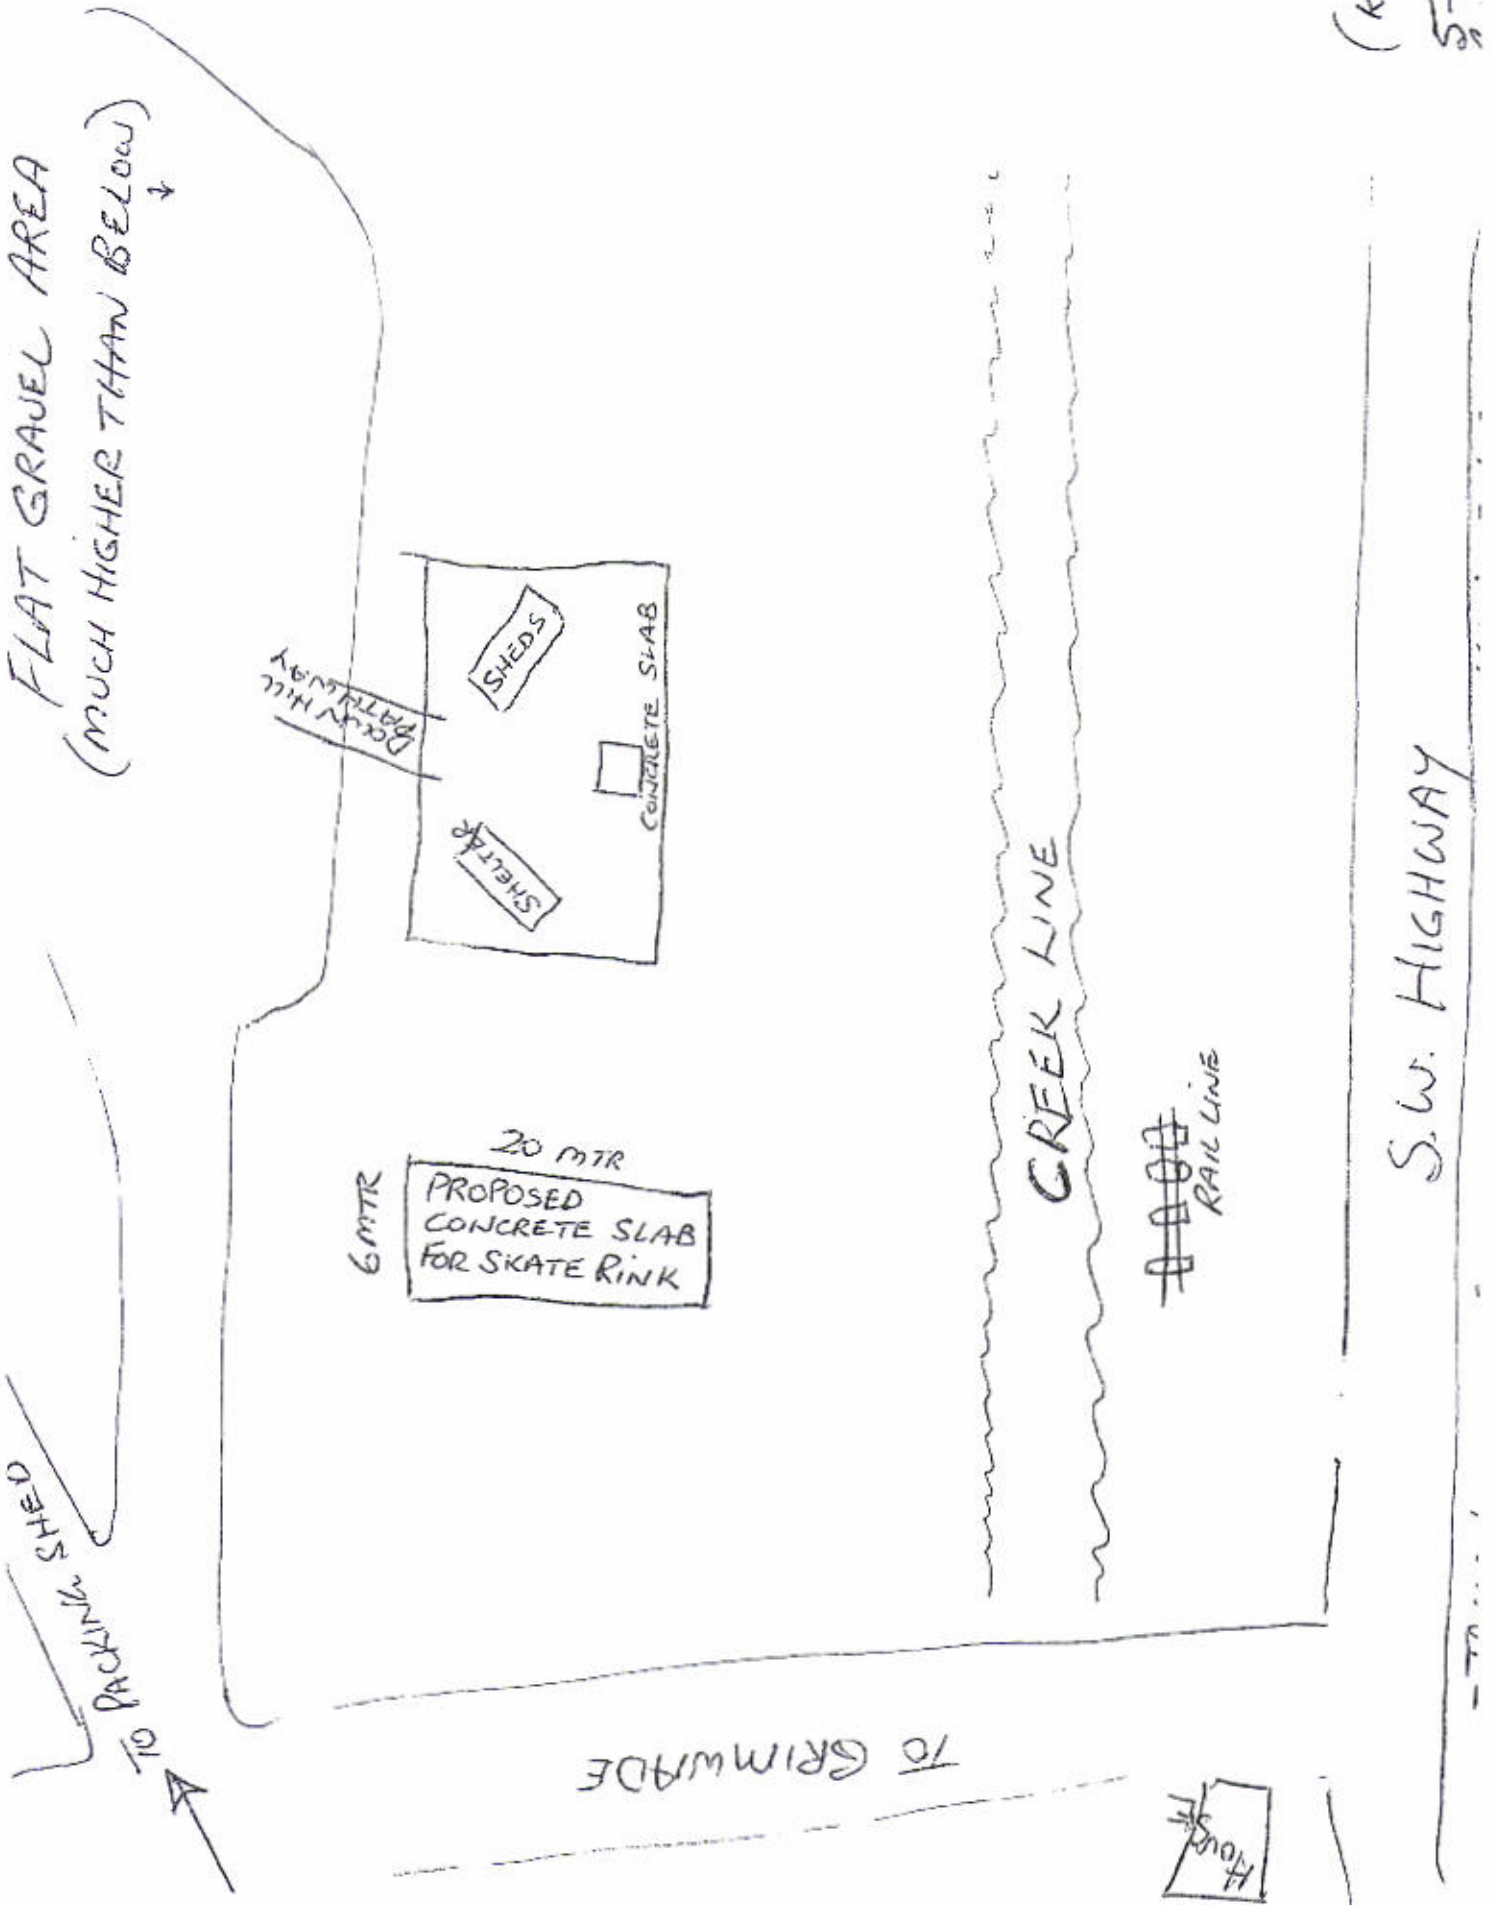 FLAT GRAVEL AREA
(MUCH HIGHER THAN BELOW)
DOWN HILL
PATHWAY
SHEDS
SHELTER
CONCRETE SLAB
TO PACKING SHED
6 MTR
20 MTR
PROPOSED
CONCRETE SLAB
FOR SKATE RINK
CREEK LINE
RAIL LINE
TO GRIMWADE
HOUSE
S.W. HIGHWAY
(K